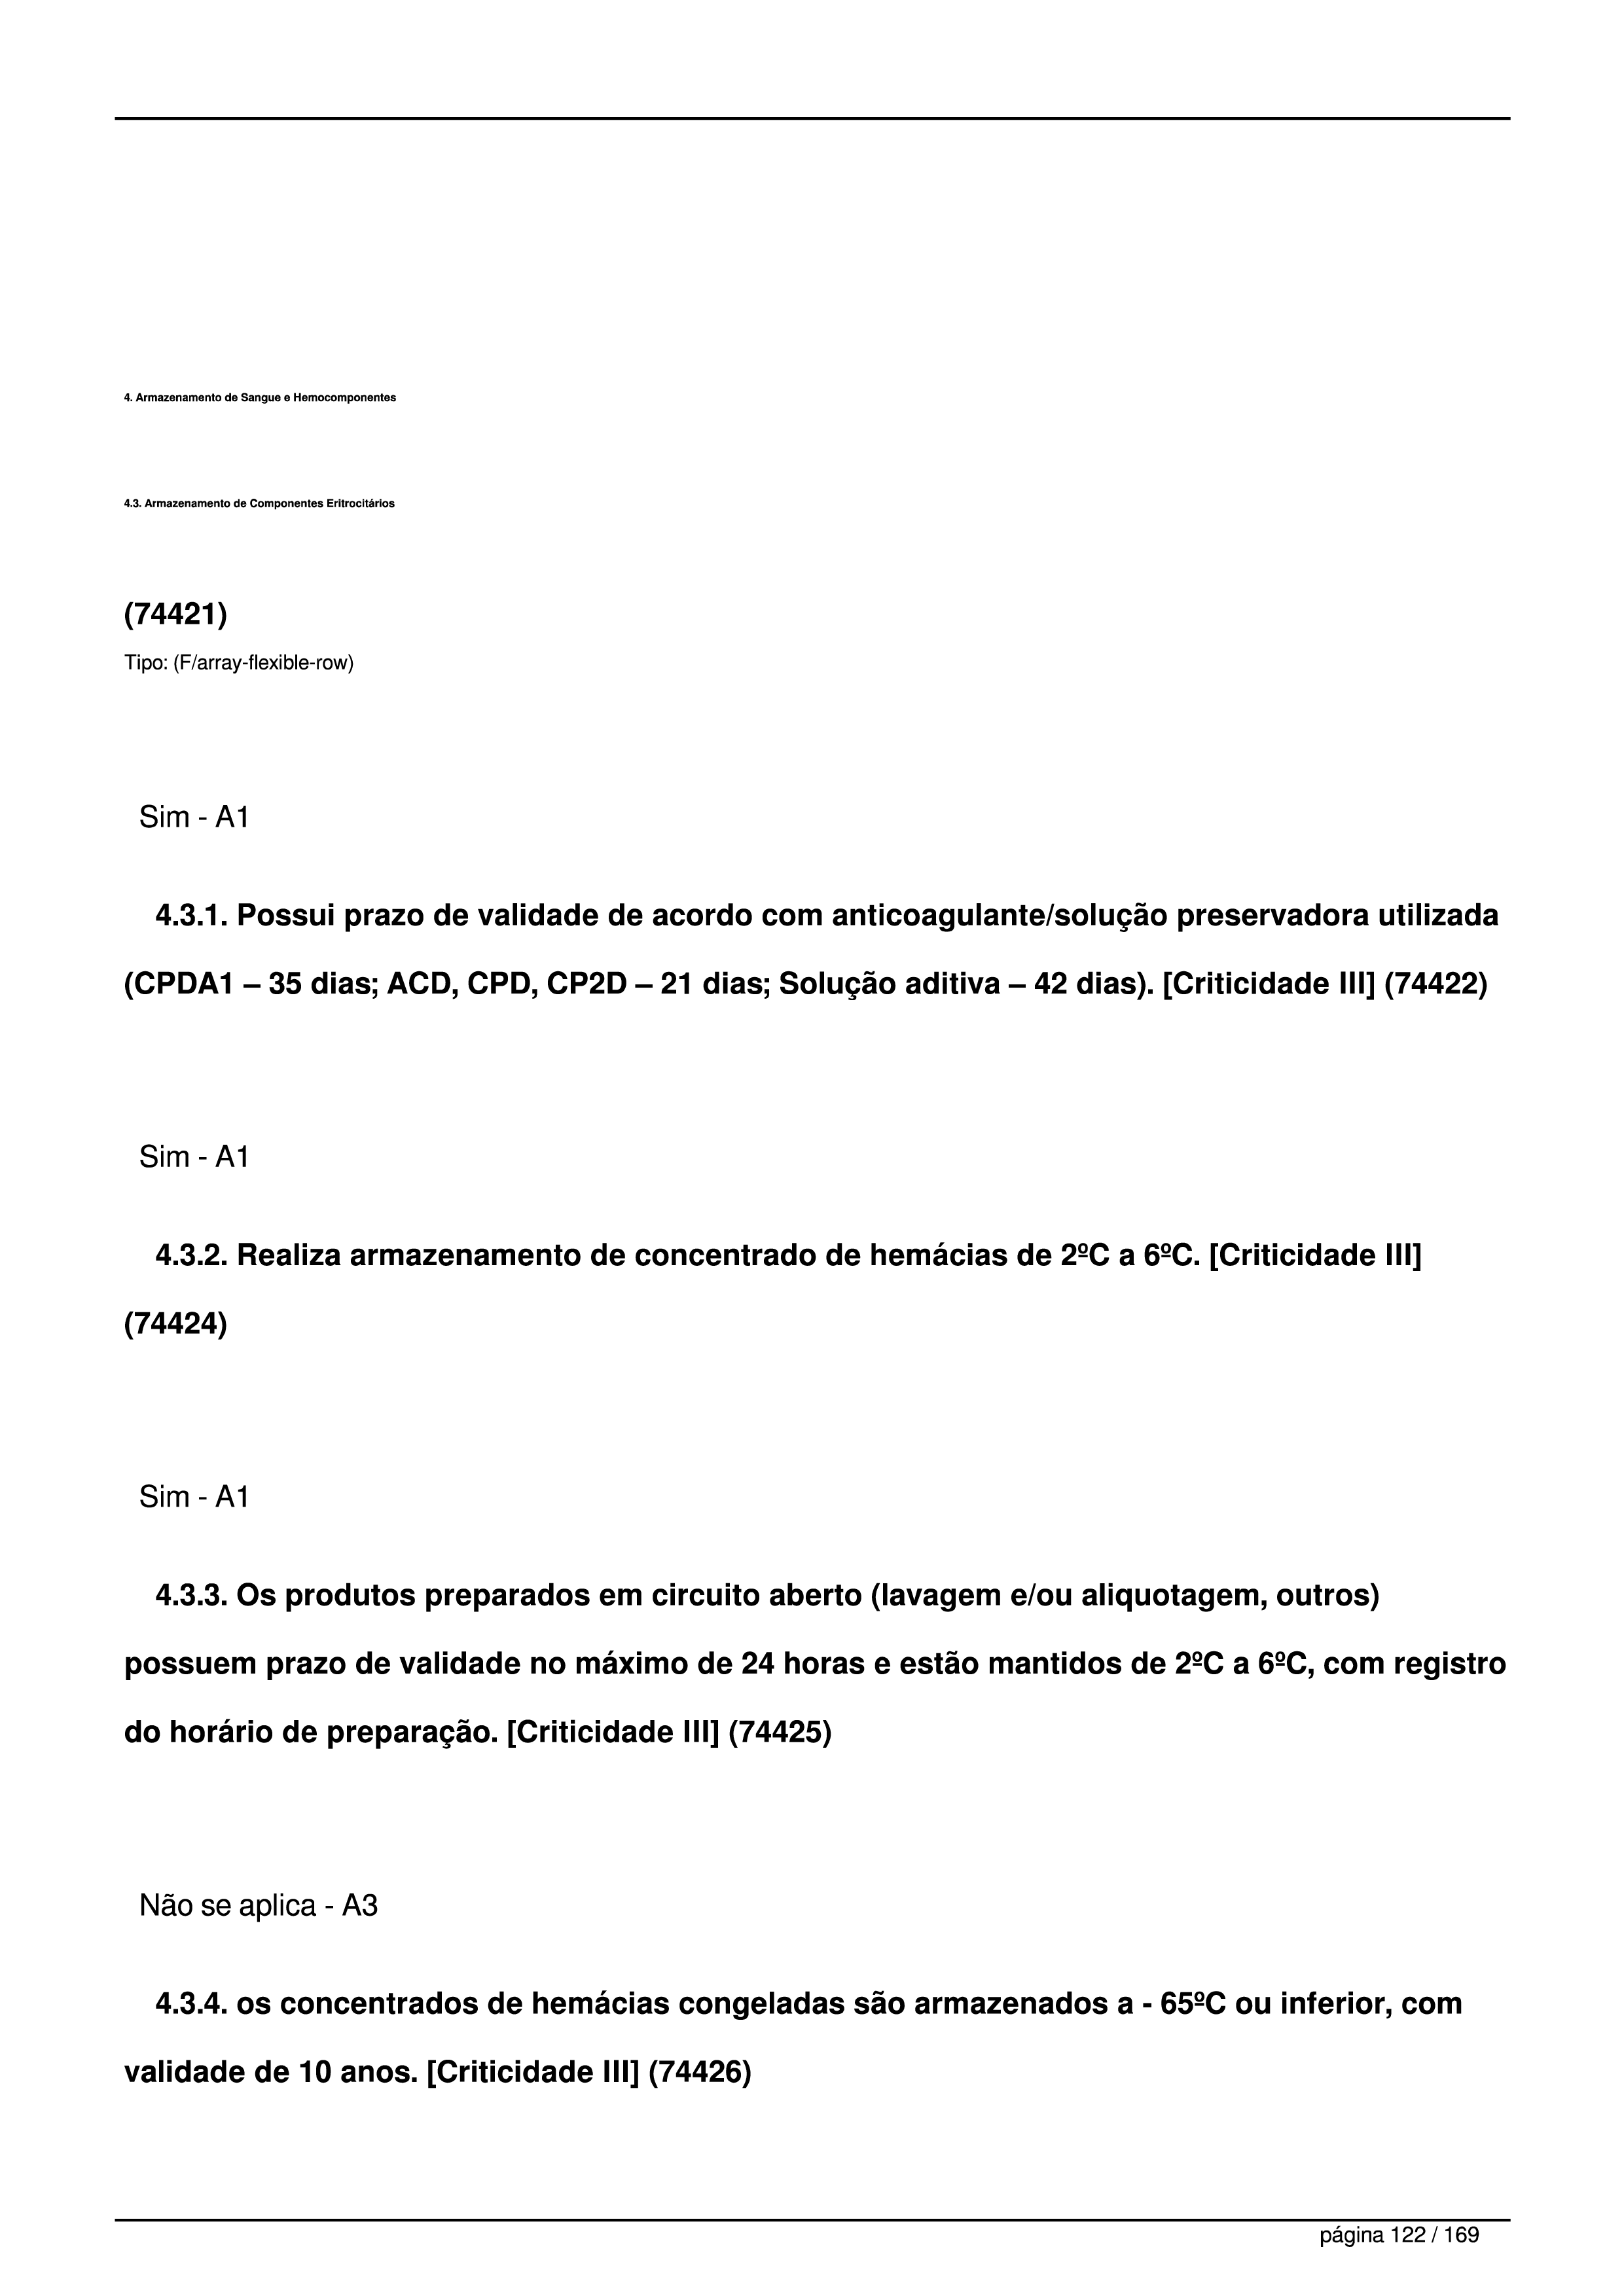 4. Armazenamento de Sangue e Hemocomponentes
4.3. Armazenamento de Componentes Eritrocitários
(74421)
Tipo: (F/array-flexible-row)
Sim - A1
4.3.1. Possui prazo de validade de acordo com anticoagulante/solução preservadora utilizada
(CPDA1 – 35 dias; ACD, CPD, CP2D – 21 dias; Solução aditiva – 42 dias). [Criticidade III] (74422)
Sim - A1
4.3.2. Realiza armazenamento de concentrado de hemácias de 2ºC a 6ºC. [Criticidade III]
(74424)
Sim - A1
4.3.3. Os produtos preparados em circuito aberto (lavagem e/ou aliquotagem, outros)
possuem prazo de validade no máximo de 24 horas e estão mantidos de 2ºC a 6ºC, com registro
do horário de preparação. [Criticidade III] (74425)
Não se aplica - A3
4.3.4. os concentrados de hemácias congeladas são armazenados a - 65ºC ou inferior, com
validade de 10 anos. [Criticidade III] (74426)
página 122 / 169